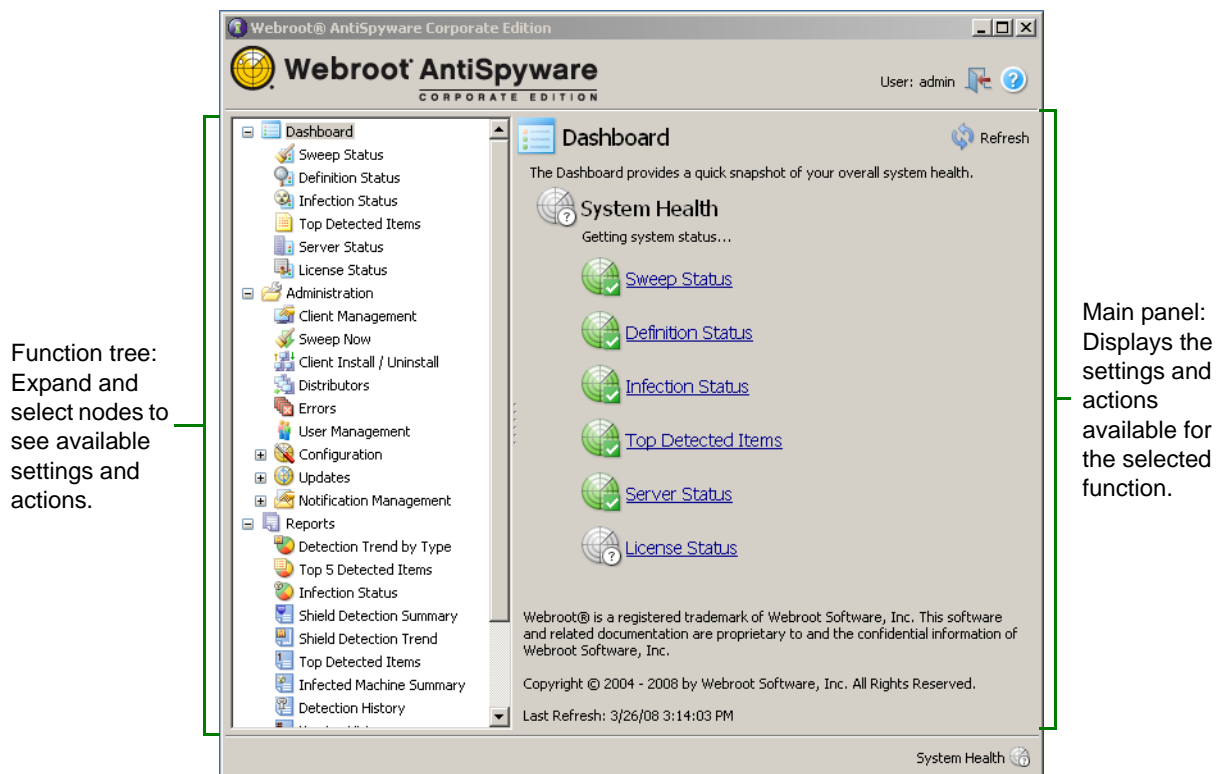 Webroot® AntiSpyware Corporate Edition
Webroot® AntiSpyware
CORPORATE EDITION
User: admin
Function tree:
Expand and
select nodes to
see available
settings and
actions.
Dashboard
Sweep Status
Definition Status
Infection Status
Top Detected Items
Server Status
License Status
Administration
Client Management
Sweep Now
Client Install / Uninstall
Distributors
Errors
User Management
Configuration
Updates
Notification Management
Reports
Detection Trend by Type
Top 5 Detected Items
Infection Status
Shield Detection Summary
Shield Detection Trend
Top Detected Items
Infected Machine Summary
Detection History
Dashboard
Refresh
The Dashboard provides a quick snapshot of your overall system health.
System Health
Getting system status...
Sweep Status
Definition Status
Infection Status
Top Detected Items
Server Status
License Status
Webroot® is a registered trademark of Webroot Software, Inc. This software
and related documentation are proprietary to and the confidential information of
Webroot Software, Inc.
Copyright © 2004 - 2008 by Webroot Software, Inc. All Rights Reserved.
Last Refresh: 3/26/08 3:14:03 PM
System Health
Main panel:
Displays the
settings and
actions
available for
the selected
function.